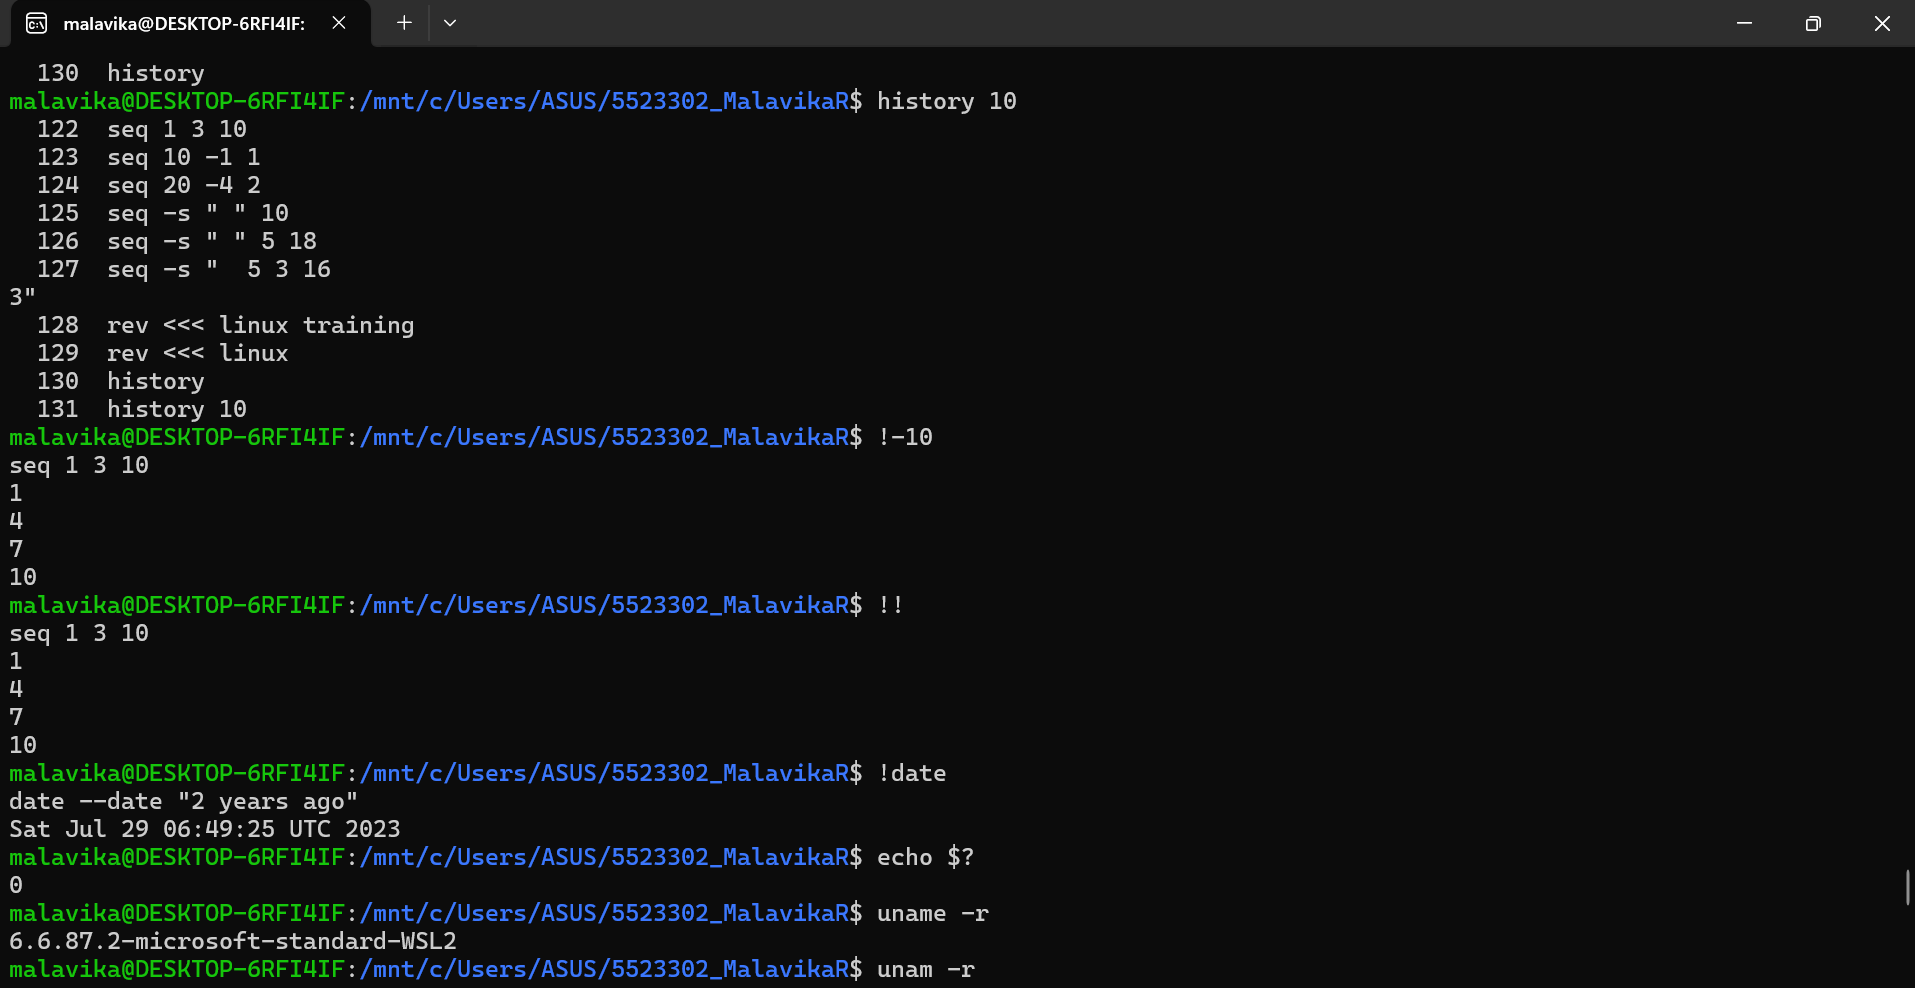 malavika@DESKTOP-6RFI4IF:
  130  history
malavika@DESKTOP-6RFI4IF:/mnt/c/Users/ASUS/5523302_MalavikaR$ history 10
  122  seq 1 3 10
  123  seq 10 -1 1
  124  seq 20 -4 2
  125  seq -s " " 10
  126  seq -s " " 5 18
  127  seq -s "  5 3 16
3"
  128  rev <<< linux training
  129  rev <<< linux
  130  history
  131  history 10
malavika@DESKTOP-6RFI4IF:/mnt/c/Users/ASUS/5523302_MalavikaR$ !-10
seq 1 3 10
1
4
7
10
malavika@DESKTOP-6RFI4IF:/mnt/c/Users/ASUS/5523302_MalavikaR$ !!
seq 1 3 10
1
4
7
10
malavika@DESKTOP-6RFI4IF:/mnt/c/Users/ASUS/5523302_MalavikaR$ !date
date --date "2 years ago"
Sat Jul 29 06:49:25 UTC 2023
malavika@DESKTOP-6RFI4IF:/mnt/c/Users/ASUS/5523302_MalavikaR$ echo $?
0
malavika@DESKTOP-6RFI4IF:/mnt/c/Users/ASUS/5523302_MalavikaR$ uname -r
6.6.87.2-microsoft-standard-WSL2
malavika@DESKTOP-6RFI4IF:/mnt/c/Users/ASUS/5523302_MalavikaR$ unam -r